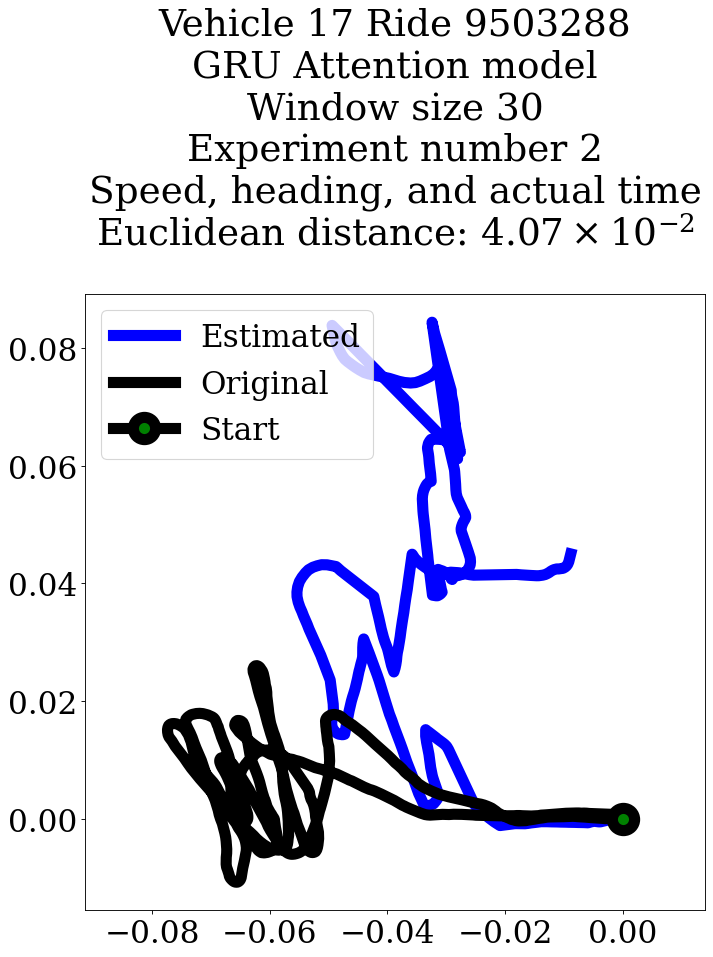 Vehicle 17 Ride 9503288
GRU Attention model
Window size 30
Experiment number 2
Speed, heading, and actual time
Euclidean distance: 4.07 × 10⁻²
Estimated
Original
Start
0.08
0.06
0.04
0.02
0.00
−0.08 −0.06 −0.04 −0.02 0.00